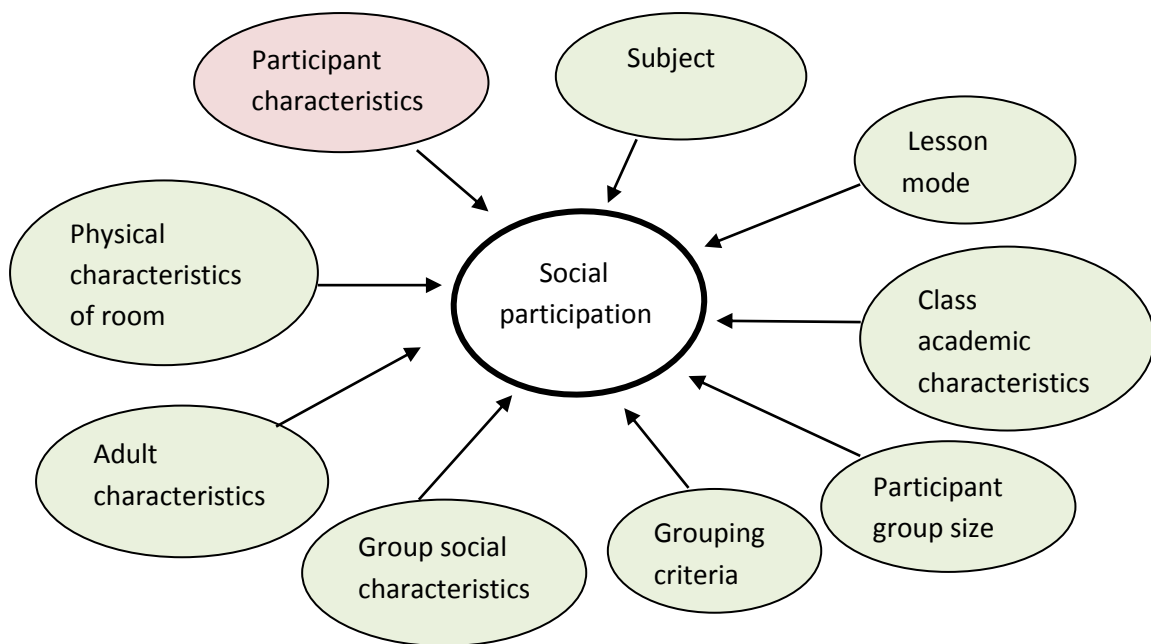 Participant
characteristics
Subject
Lesson
mode
Physical
characteristics
of room
Social
participation
Class
academic
characteristics
Adult
characteristics
Participant
group size
Group social
characteristics
Grouping
criteria